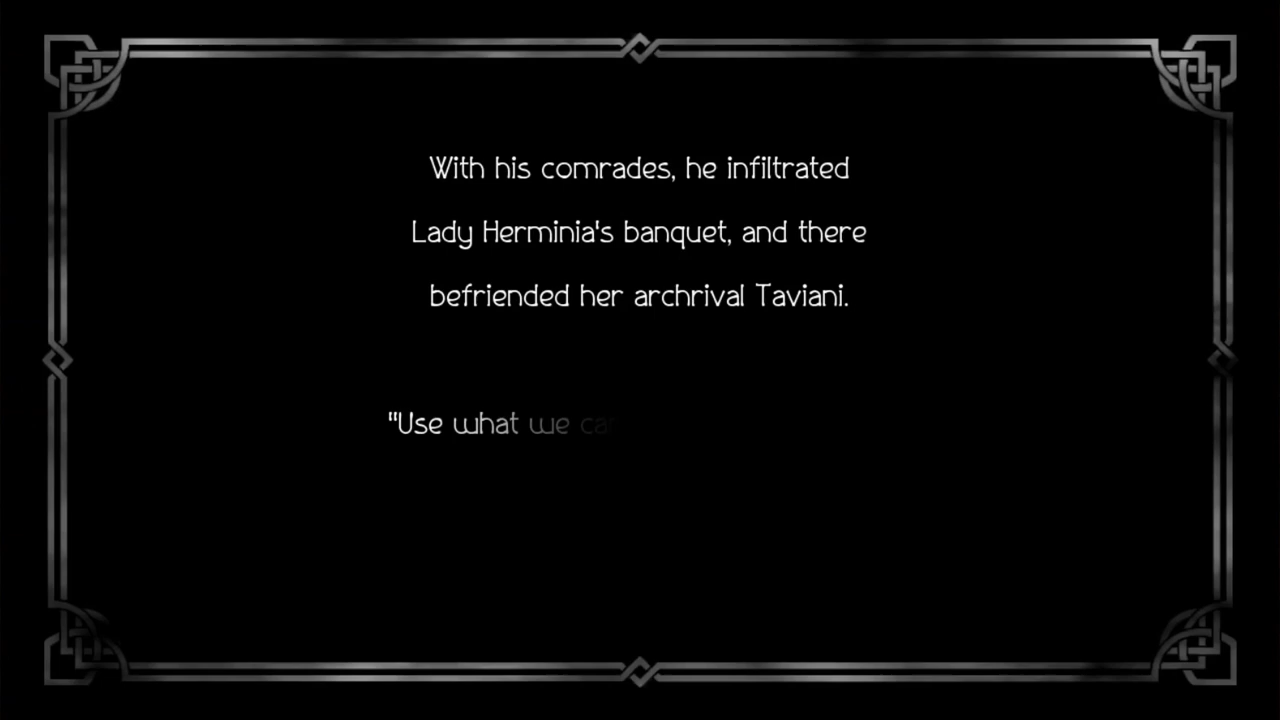 With his comrades, he infiltrated
Lady Herminia's banquet, and there
befriended her archrival Taviani.
"Use what we